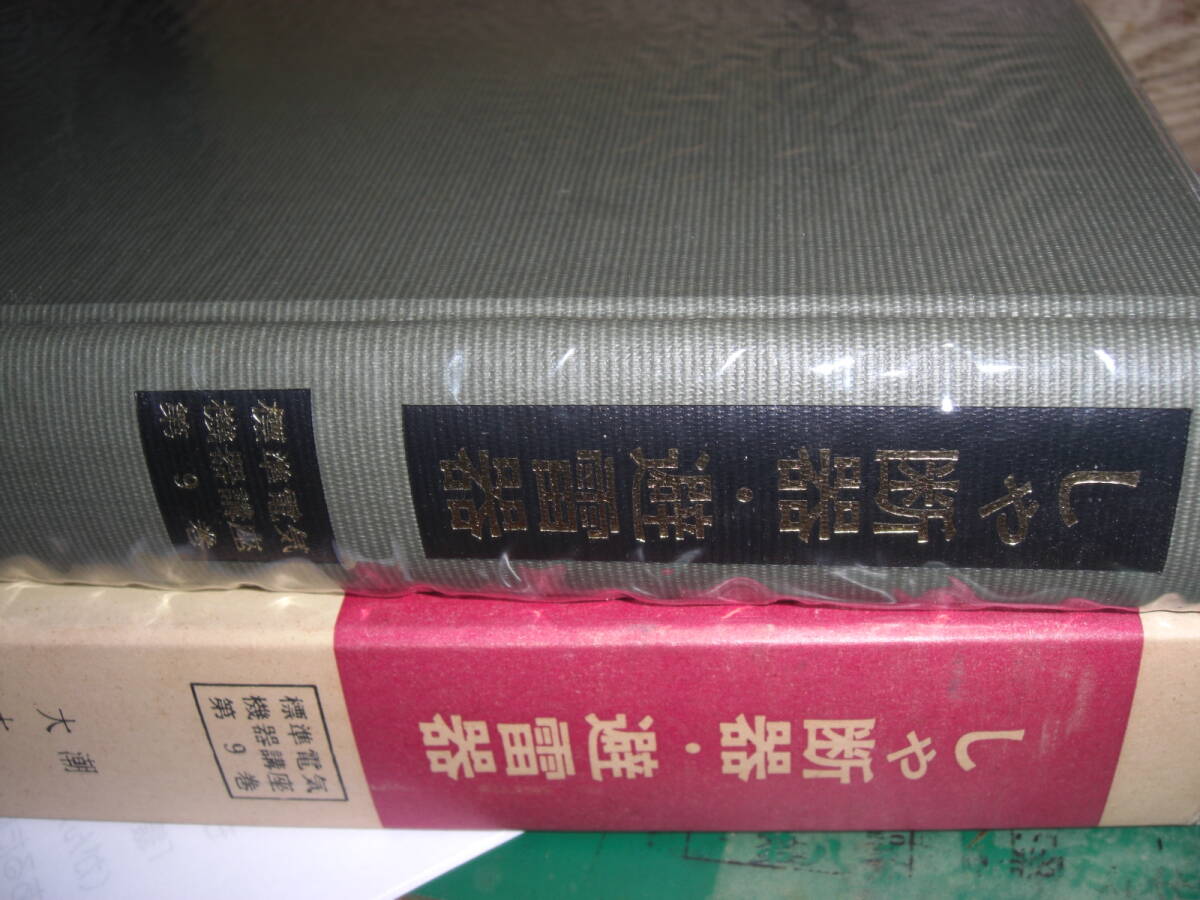 しゃ断器・避雷器
標準電気
機器講座
第9巻
しゃ断器・避雷器
標準電気
機器講座
第9巻
大潮